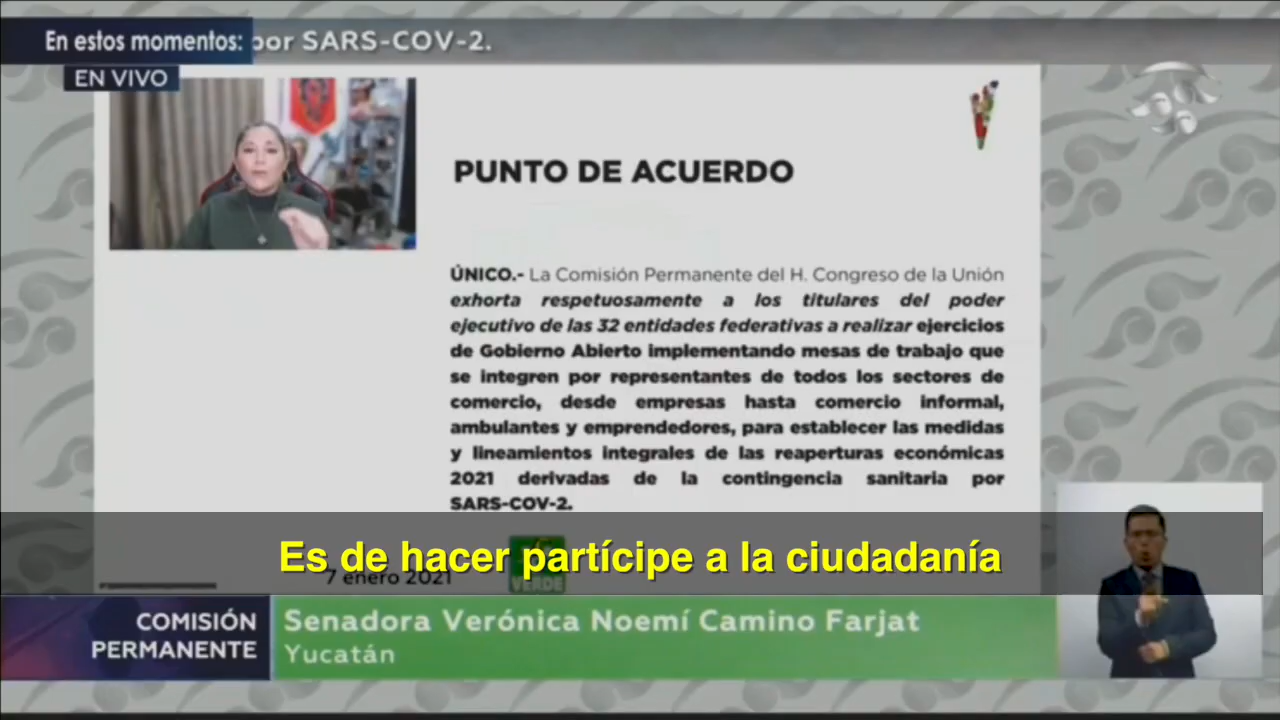 En estos momentos: por SARS-COV-2.
EN VIVO
PUNTO DE ACUERDO
ÚNICO.- La Comisión Permanente del H. Congreso de la Unión
exhorta respetuosamente a los titulares del poder
ejecutivo de las 32 entidades federativas a realizar ejercicios
de Gobierno Abierto implementando mesas de trabajo que
se integren por representantes de todos los sectores de
comercio, desde empresas hasta comercio informal,
ambulantes y emprendedores, para establecer las medidas
y lineamientos integrales de las reaperturas económicas
2021 derivadas de la contingencia sanitaria por
SARS-COV-2.
Es de hacer partícipe a la ciudadanía
7 enero 2021
VERDE
COMISIÓN
PERMANENTE
Senadora Verónica Noemí Camino Farjat
Yucatán